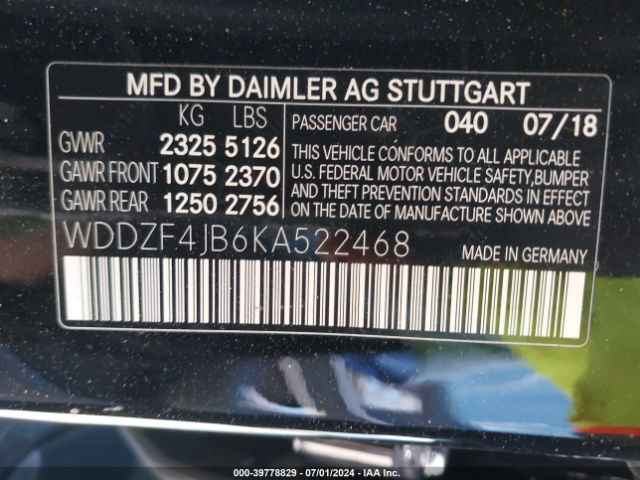 MFD BY DAIMLER AG STUTTGART
KG LBS
GVWR 2325 5126
GAWR FRONT 1075 2370
GAWR REAR 1250 2756
PASSENGER CAR 040 07/18
THIS VEHICLE CONFORMS TO ALL APPLICABLE
U.S. FEDERAL MOTOR VEHICLE SAFETY,BUMPER
AND THEFT PREVENTION STANDARDS IN EFFECT
ON THE DATE OF MANUFACTURE SHOWN ABOVE.
WDDZF4JB6KA522468
MADE IN GERMANY
000-39778829 - 07/01/2024 - IAA Inc.